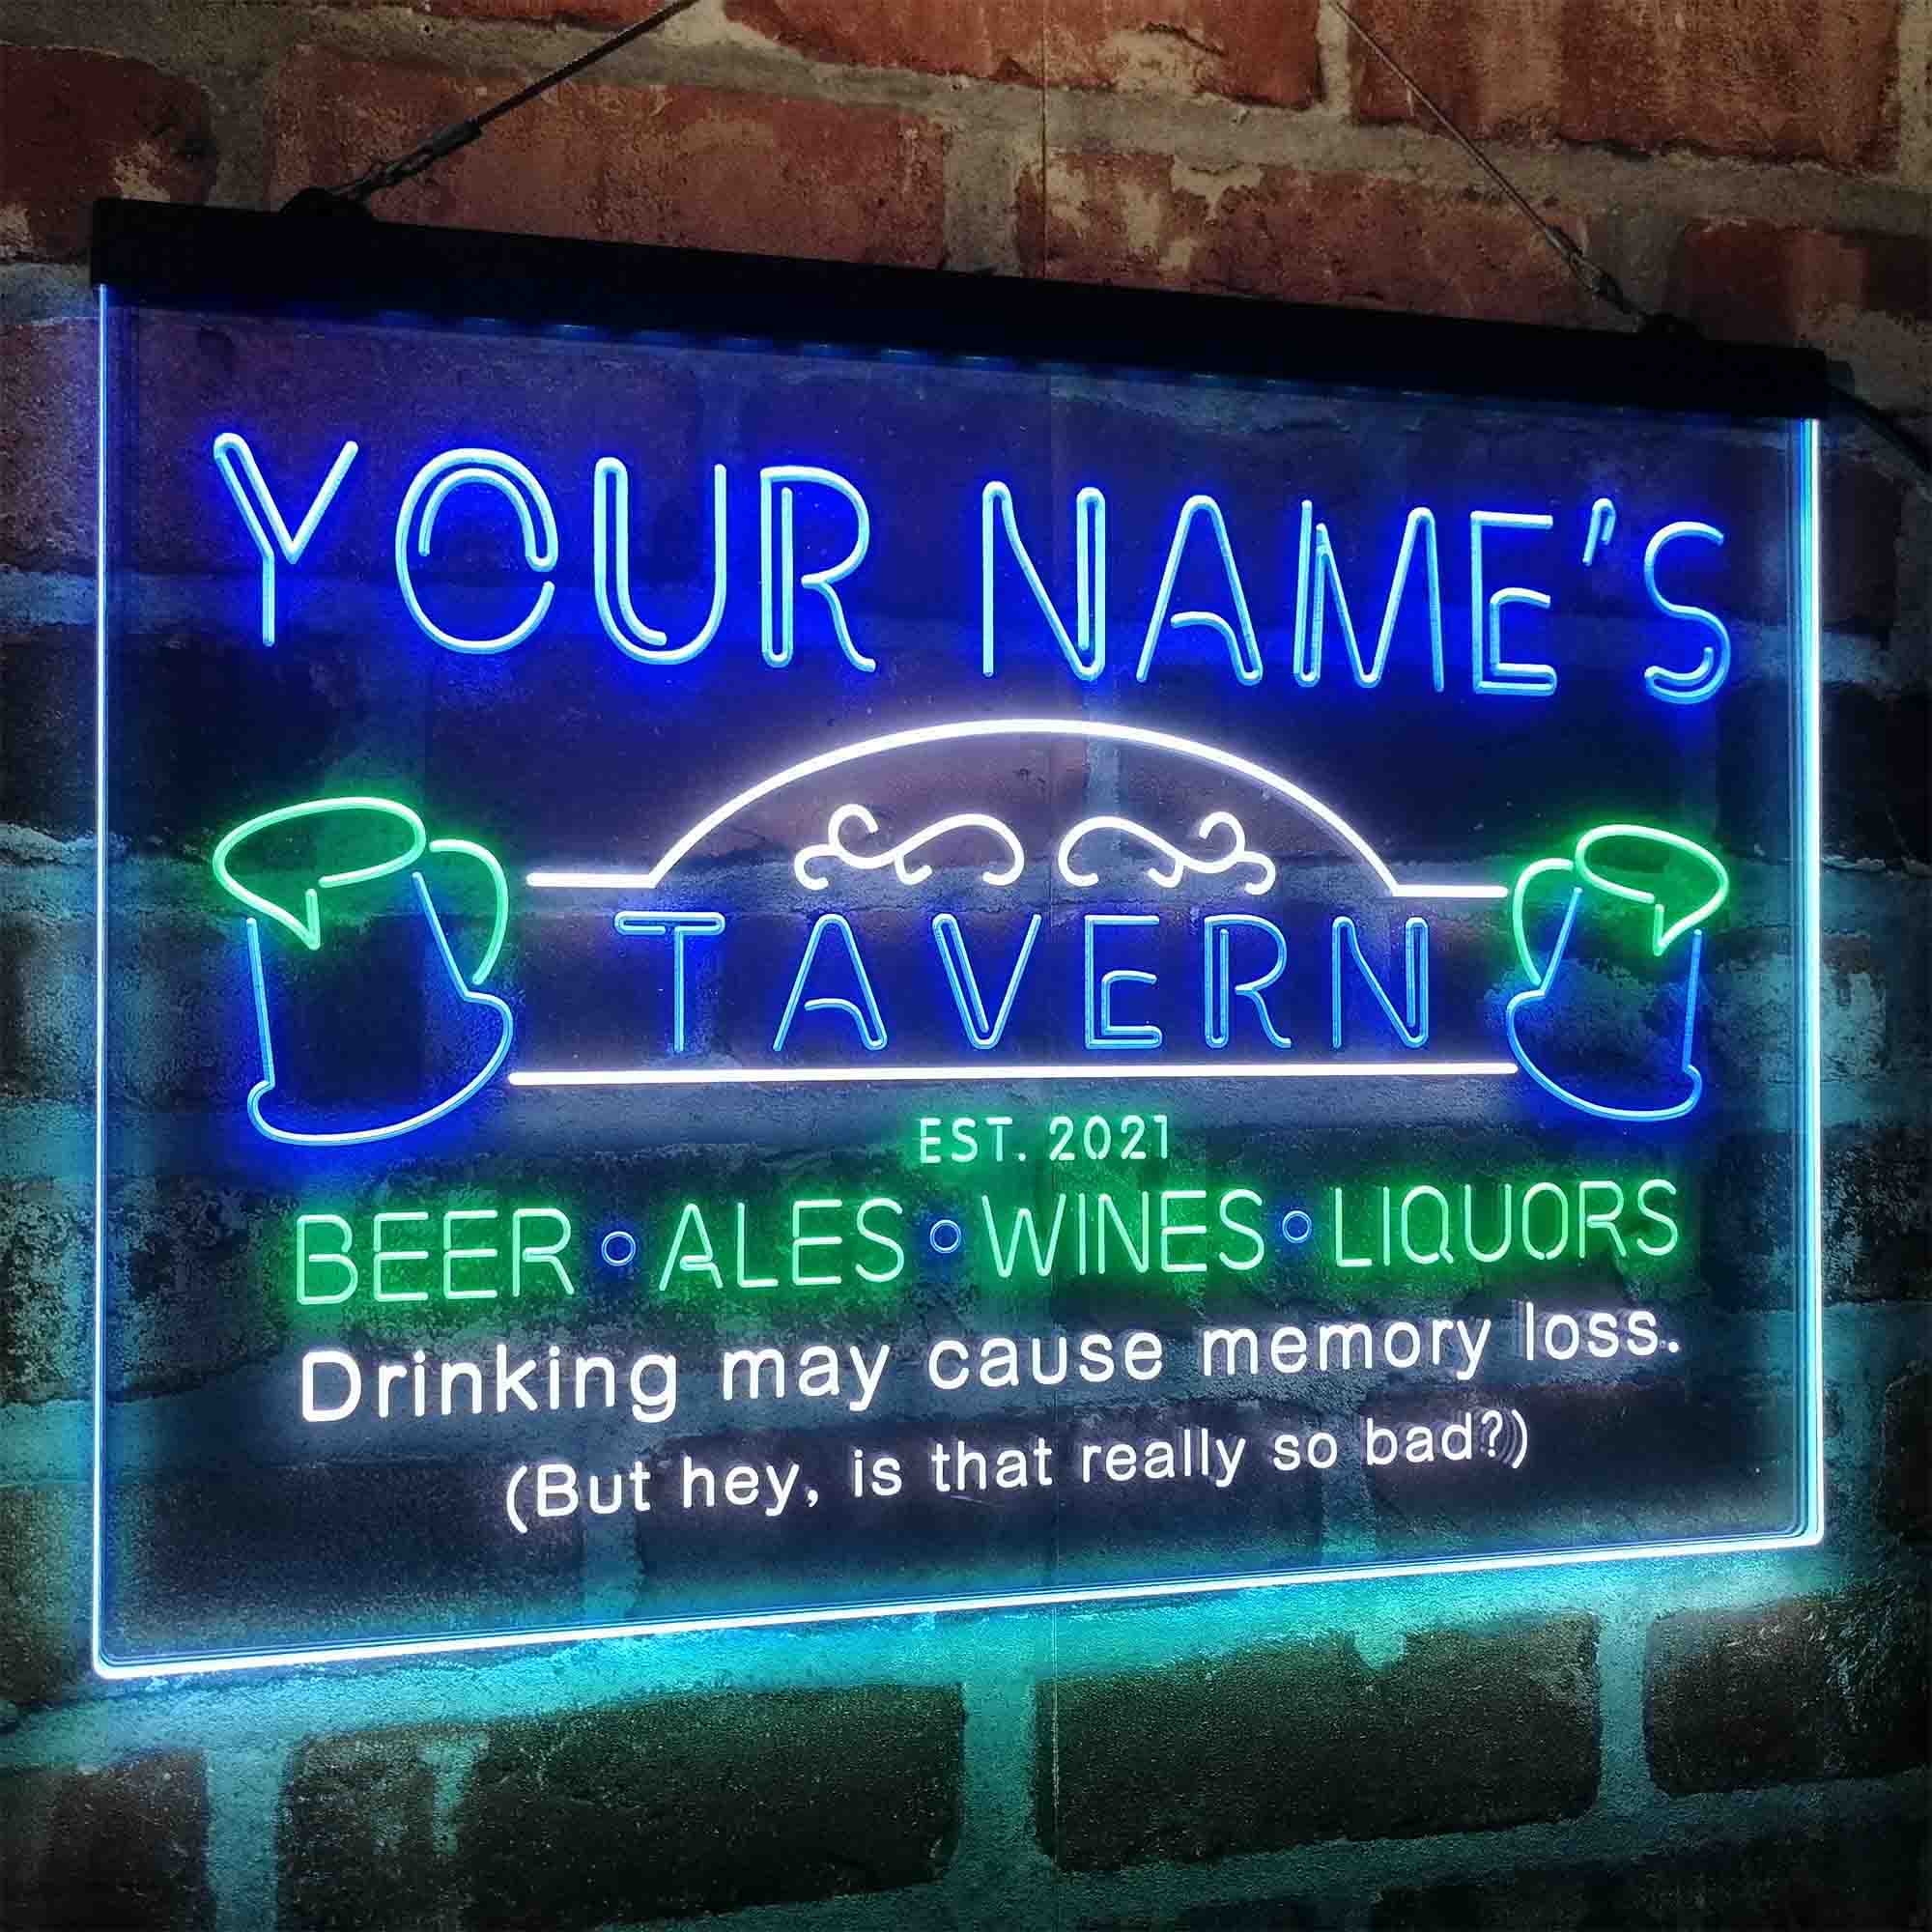 YOUR NAME'S
TAVERN
EST. 2021
BEER • ALES • WINES • LIQUORS
Drinking may cause memory loss.
(But hey, is that really so bad?)